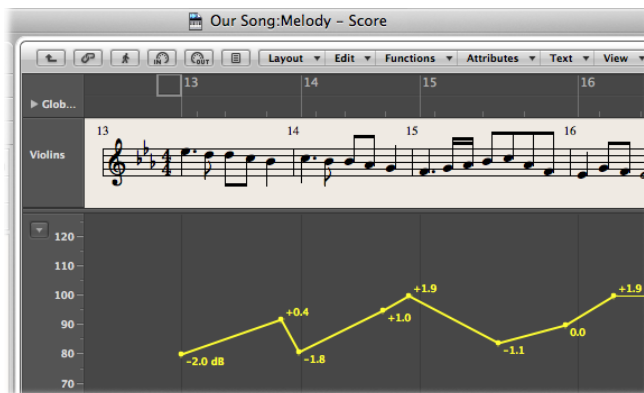 Our Song:Melody – Score
IN OUT Layout Edit Functions Attributes Text View
13 14 15 16
Glob...
13 14 15 16
Violins
120
110
100
90
80
70
-2.0 dB +0.4 -1.8 +1.0 +1.9 -1.1 0.0 +1.9